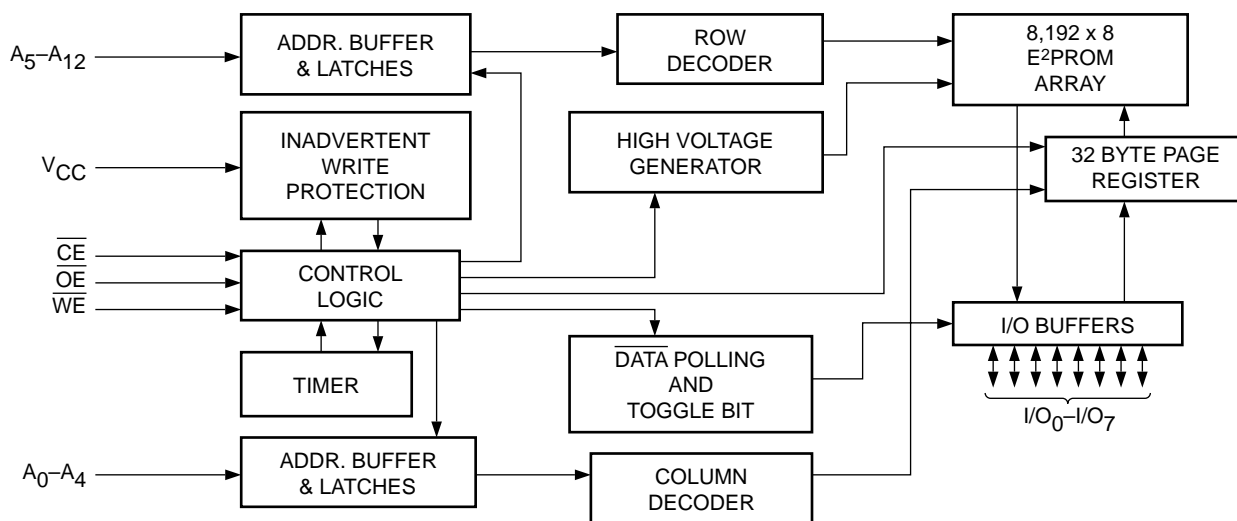 A5–A12
ADDR. BUFFER
& LATCHES
ROW
DECODER
8,192 x 8
E2PROM
ARRAY
VCC
INADVERTENT
WRITE
PROTECTION
HIGH VOLTAGE
GENERATOR
32 BYTE PAGE
REGISTER
CE
OE
WE
CONTROL
LOGIC
I/O BUFFERS
TIMER
DATA POLLING
AND
TOGGLE BIT
I/O0–I/O7
A0–A4
ADDR. BUFFER
& LATCHES
COLUMN
DECODER